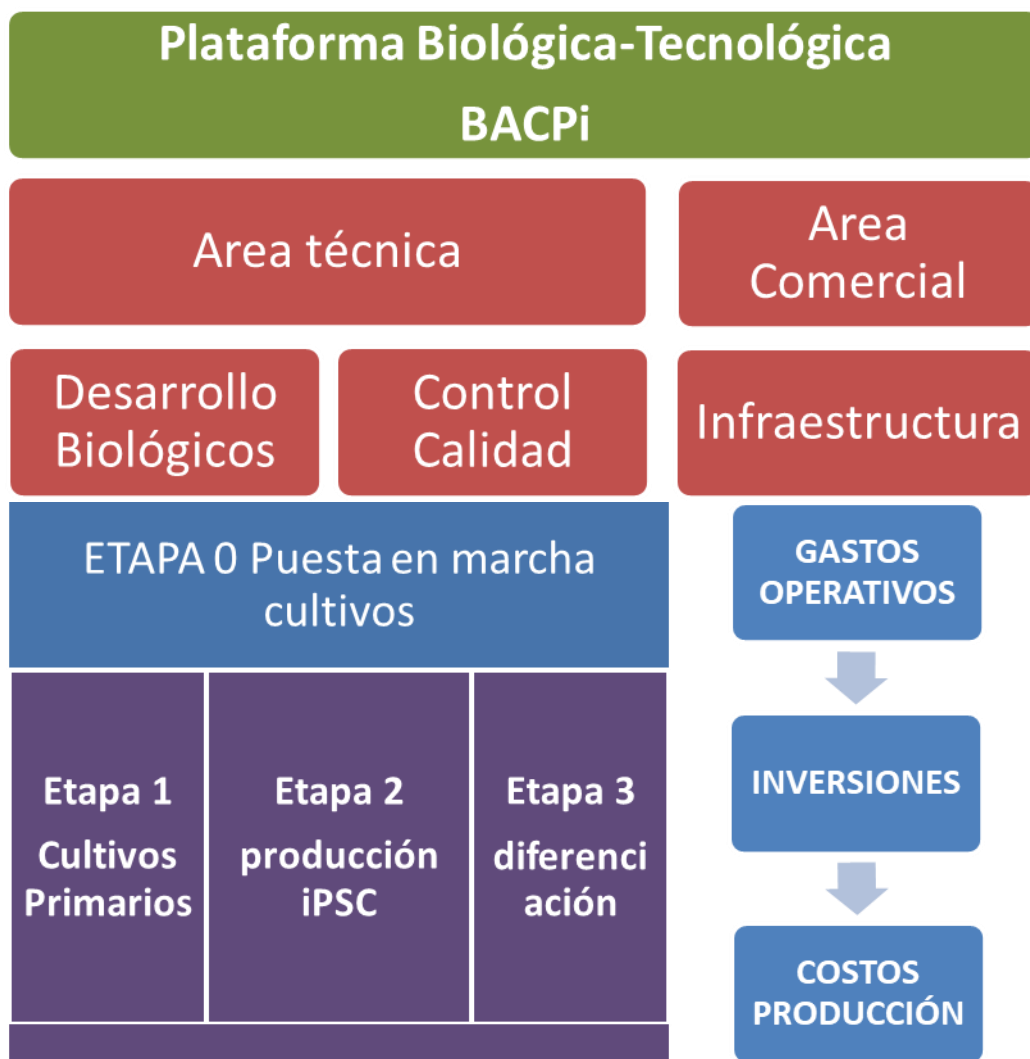 Plataforma Biológica-Tecnológica
BACPi
Area técnica
Area
Comercial
Desarrollo
Biológicos
Control
Calidad
Infraestructura
ETAPA 0 Puesta en marcha
cultivos
GASTOS
OPERATIVOS
Etapa 1
Cultivos
Primarios
Etapa 2
producción
iPSC
Etapa 3
diferenci
ación
INVERSIONES
COSTOS
PRODUCCIÓN